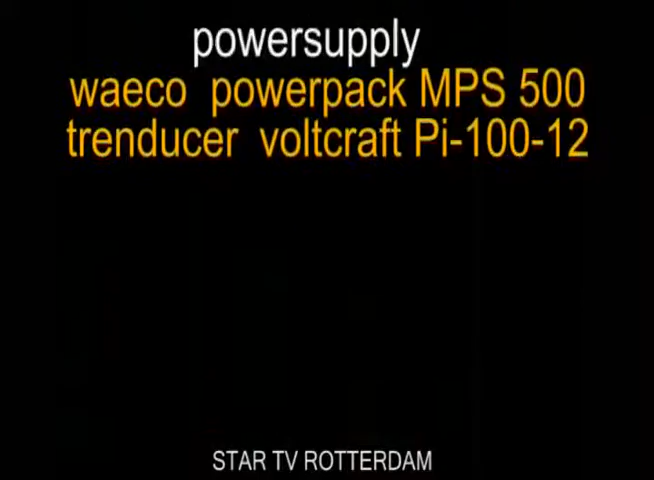 powersupply
waeco powerpack MPS 500
trenducer voltcraft Pi-100-12
STAR TV ROTTERDAM